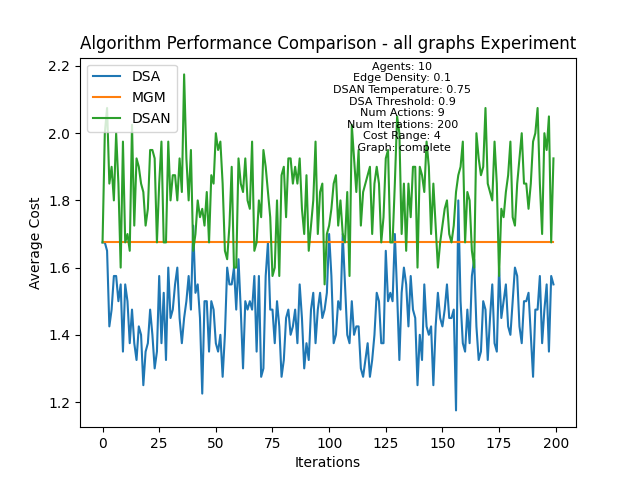 Algorithm Performance Comparison - all graphs Experiment
DSA
MGM
DSAN
Agents: 10
Edge Density: 0.1
DSAN Temperature: 0.75
DSA Threshold: 0.9
Num Actions: 9
Num Iterations: 200
Cost Range: 4
Graph: complete
2.2
2.0
1.8
1.6
1.4
1.2
Average Cost
0
25
50
75
100
125
150
175
200
Iterations